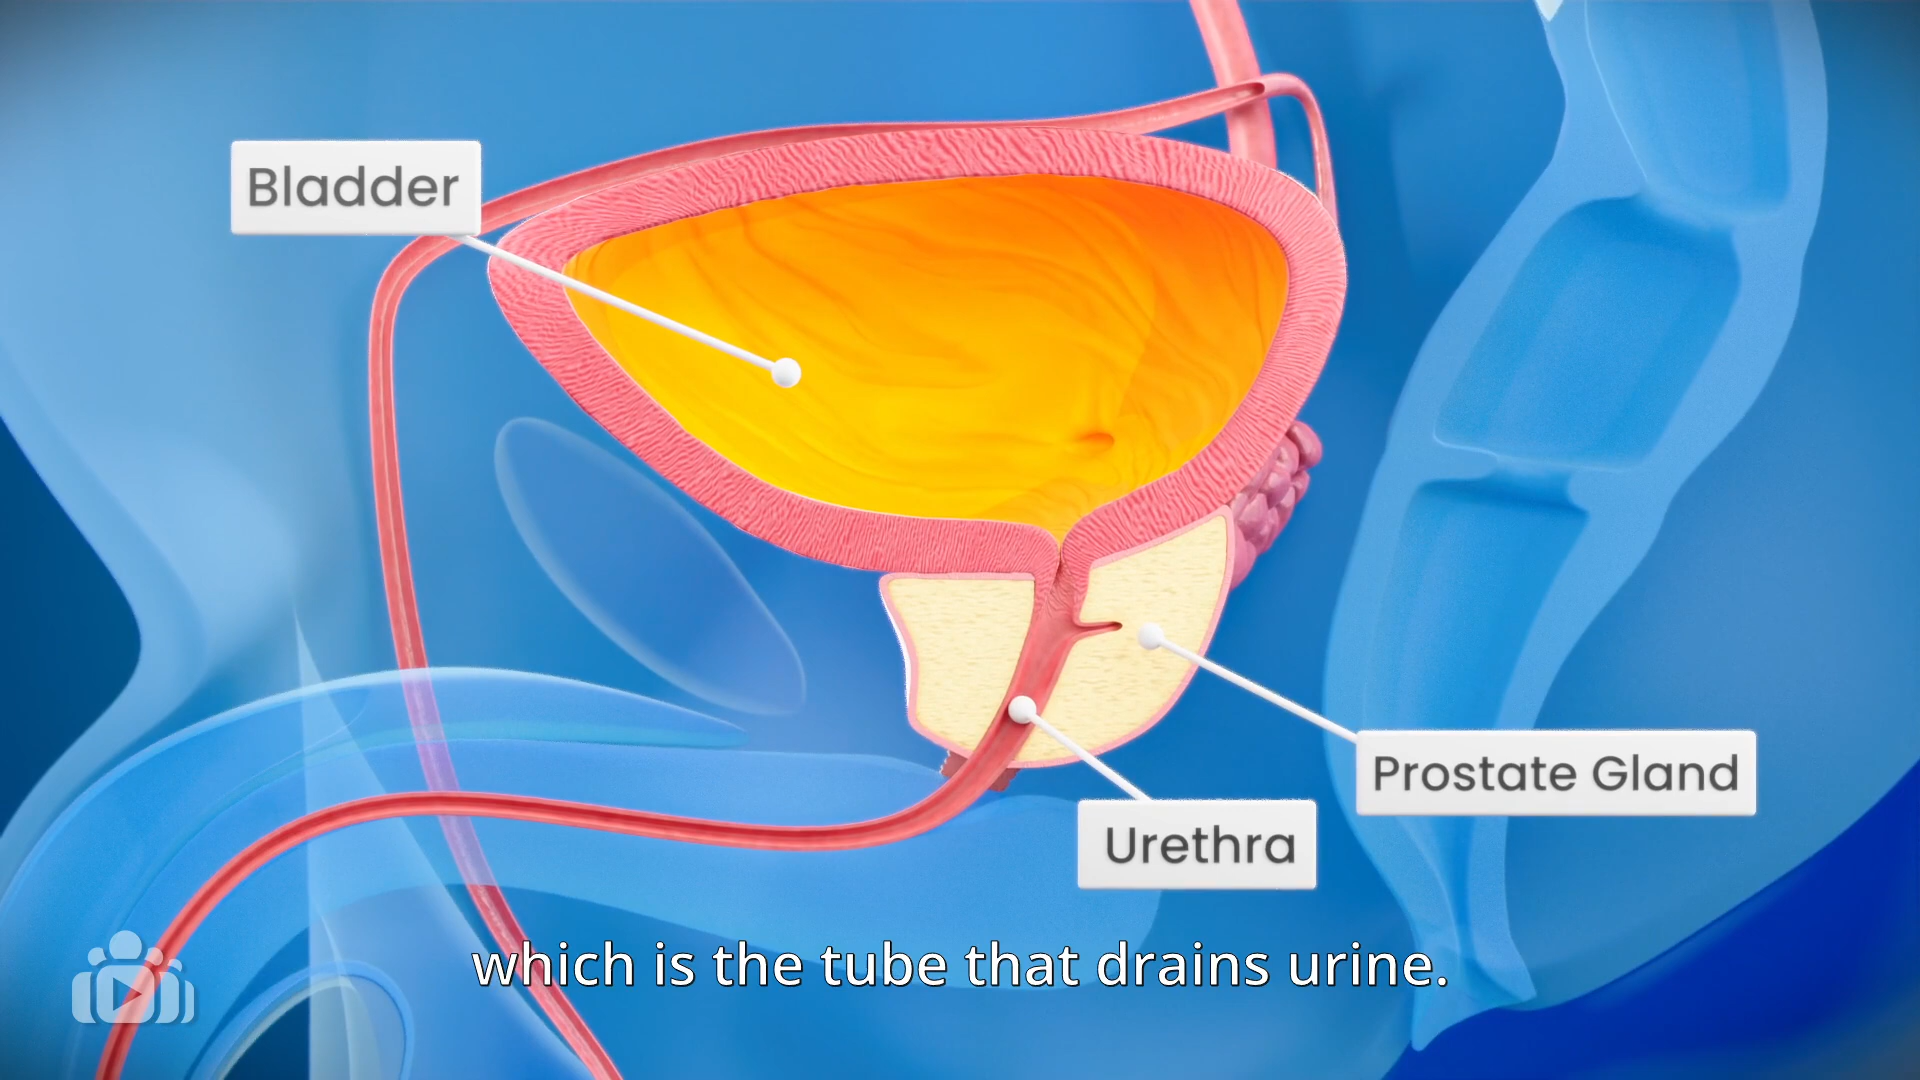 Bladder
Prostate Gland
Urethra
which is the tube that drains urine.